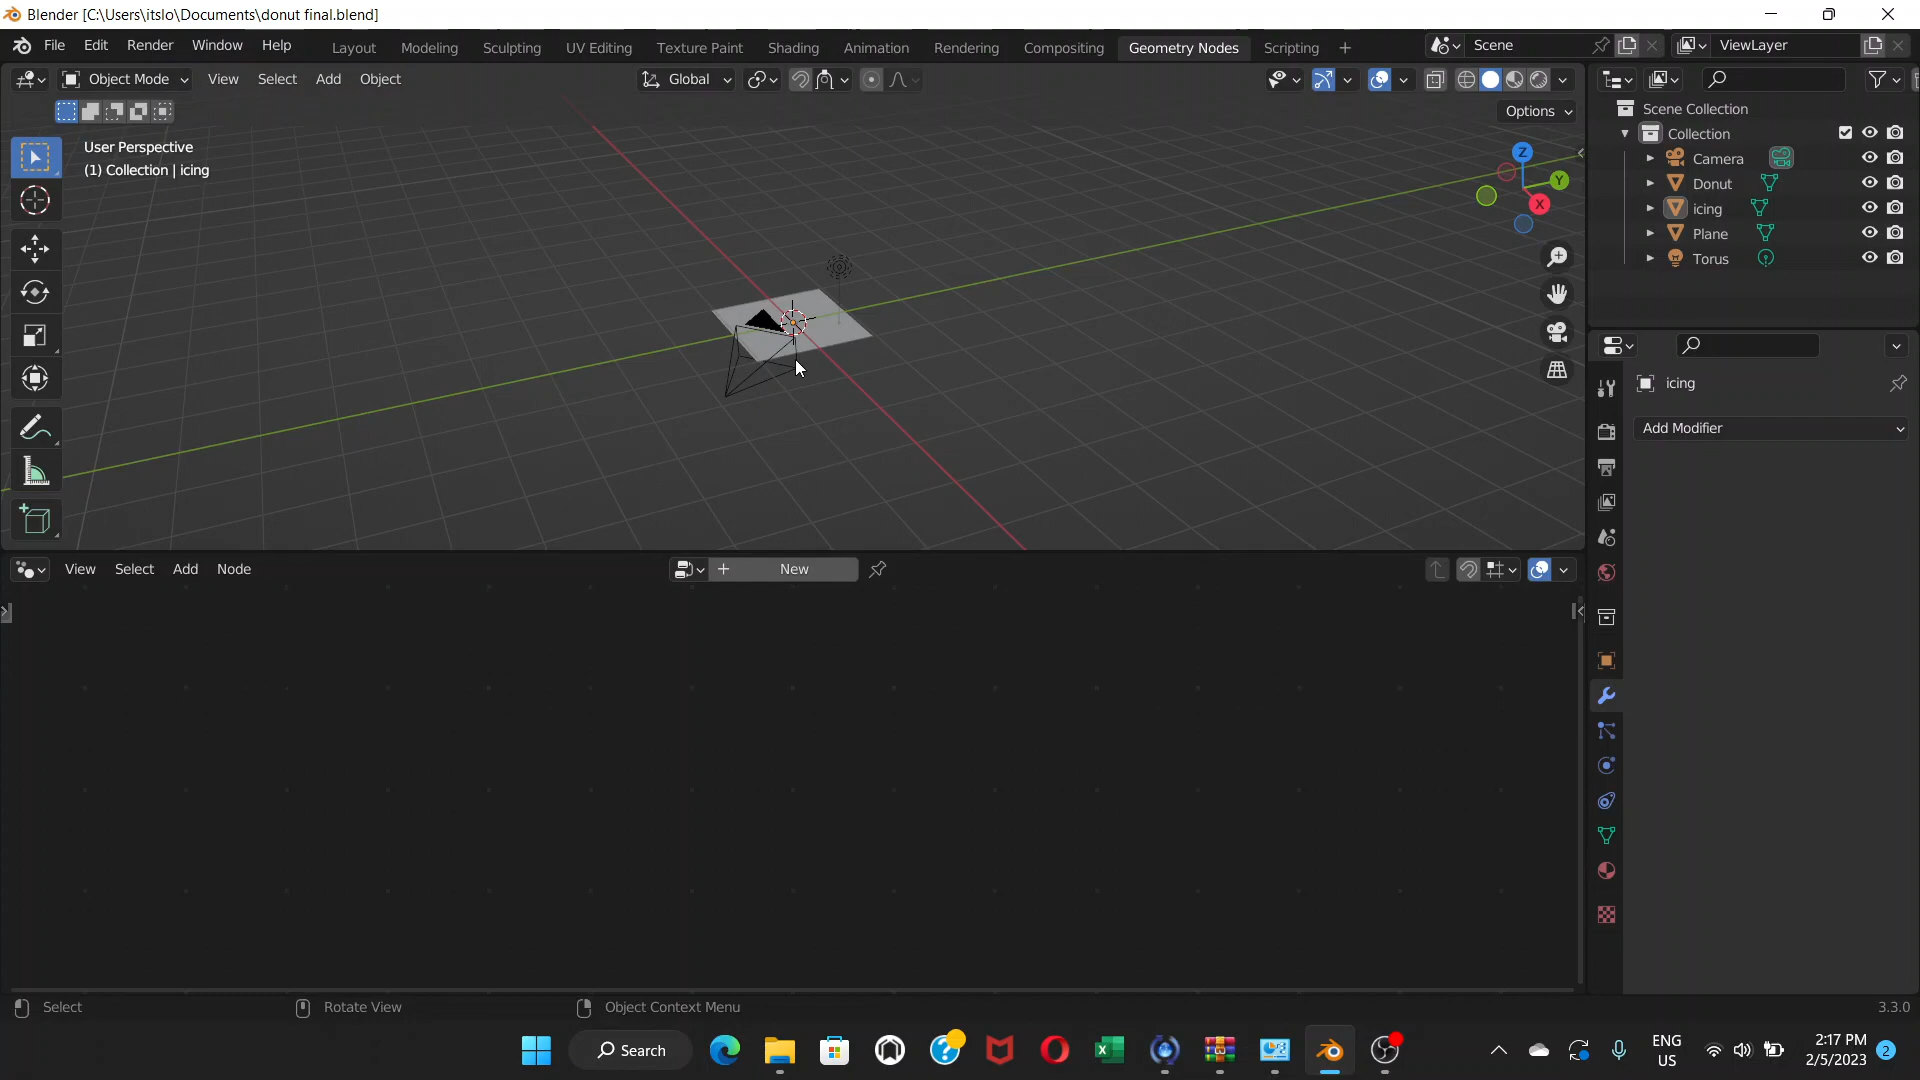 Blender [C:\Users\itslo\Documents\donut final.blend]
File Edit Render Window Help Layout Modeling Sculpting UV Editing Texture Paint Shading Animation Rendering Compositing Geometry Nodes Scripting + Scene ViewLayer
Object Mode View Select Add Object Global
Options
User Perspective
(1) Collection | icing
Z
Y
X
Scene Collection
Collection
Camera
Donut
icing
Plane
Torus
icing
Add Modifier
View Select Add Node + New
Select Rotate View Object Context Menu 3.3.0
Search
ENG
US
2:17 PM
2/5/2023
2